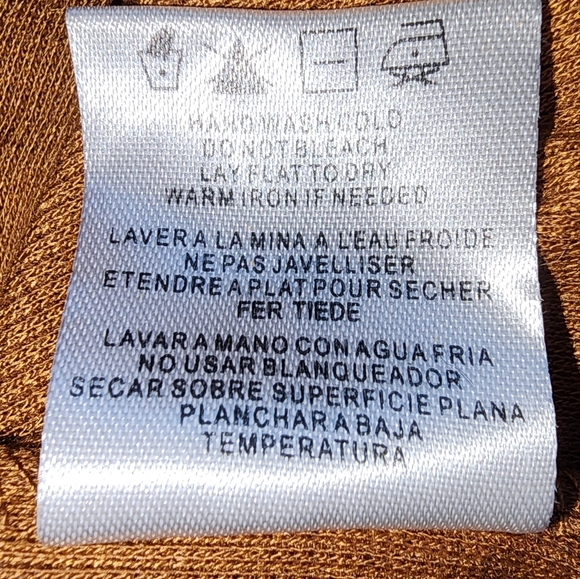 HAND WASH COLD
DO NOT BLEACH
LAY FLAT TO DRY
WARM IRON IF NEEDED
LAVER A LA MINA A L'EAU FROIDE
NE PAS JAVELLISER
ETENDRE A PLAT POUR SECHER
FER TIEDE
LAVAR A MANO CON AGUA FRIA
NO USAR BLANQUEADOR
SECAR SOBRE SUPERFICIE PLANA
PLANCHAR A BAJA
TEMPERATURA